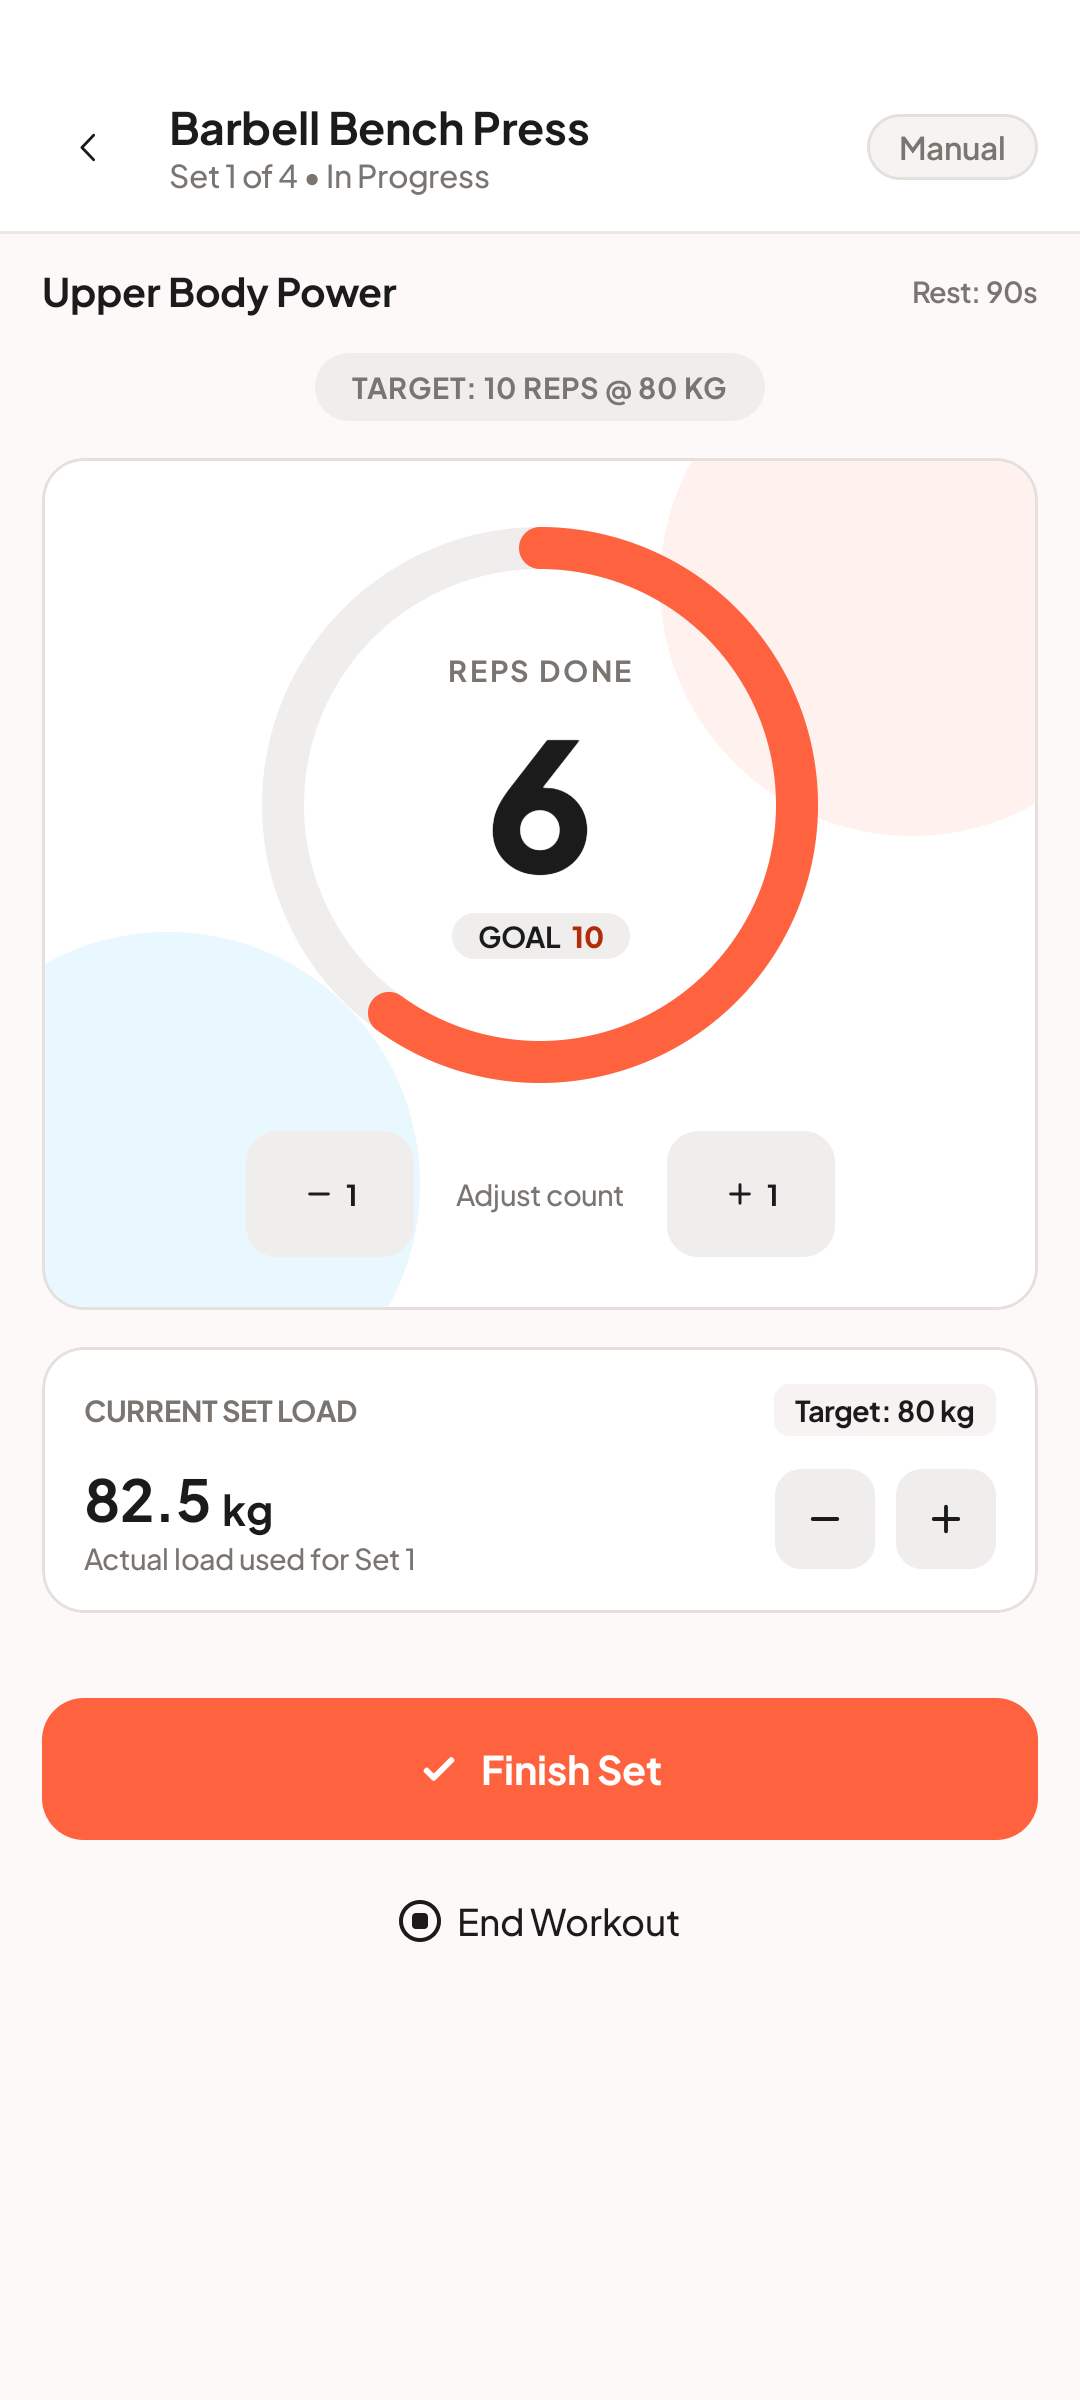 Barbell Bench Press
Set 1 of 4 • In Progress
Manual
Upper Body Power
Rest: 90s
TARGET: 10 REPS @ 80 KG
REPS DONE
6
GOAL 10
− 1
Adjust count
+ 1
CURRENT SET LOAD
Target: 80 kg
82.5 kg
Actual load used for Set 1
Finish Set
End Workout